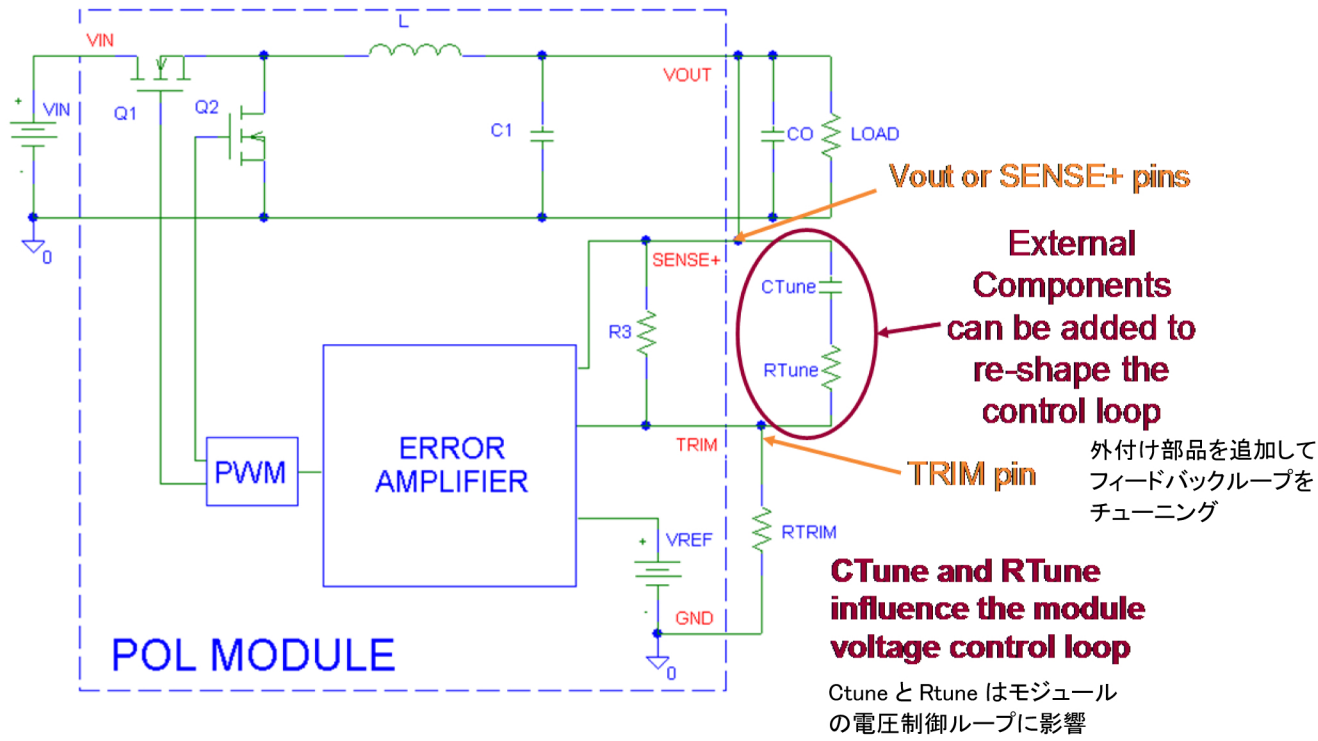 L
VIN
VOUT
+
VIN
-
Q1
Q2
C1
CO
LOAD
0
Vout or SENSE+ pins
SENSE+
External
Components
can be added to
re-shape the
control loop
CTune
RTune
R3
外付け部品を追加して
フィードバックループを
チューニング
TRIM
TRIM pin
ERROR
AMPLIFIER
PWM
+
VREF
-
RTRIM
GND
0
POL MODULE
CTune and RTune
influence the module
voltage control loop
Ctune と Rtune はモジュール
の電圧制御ループに影響